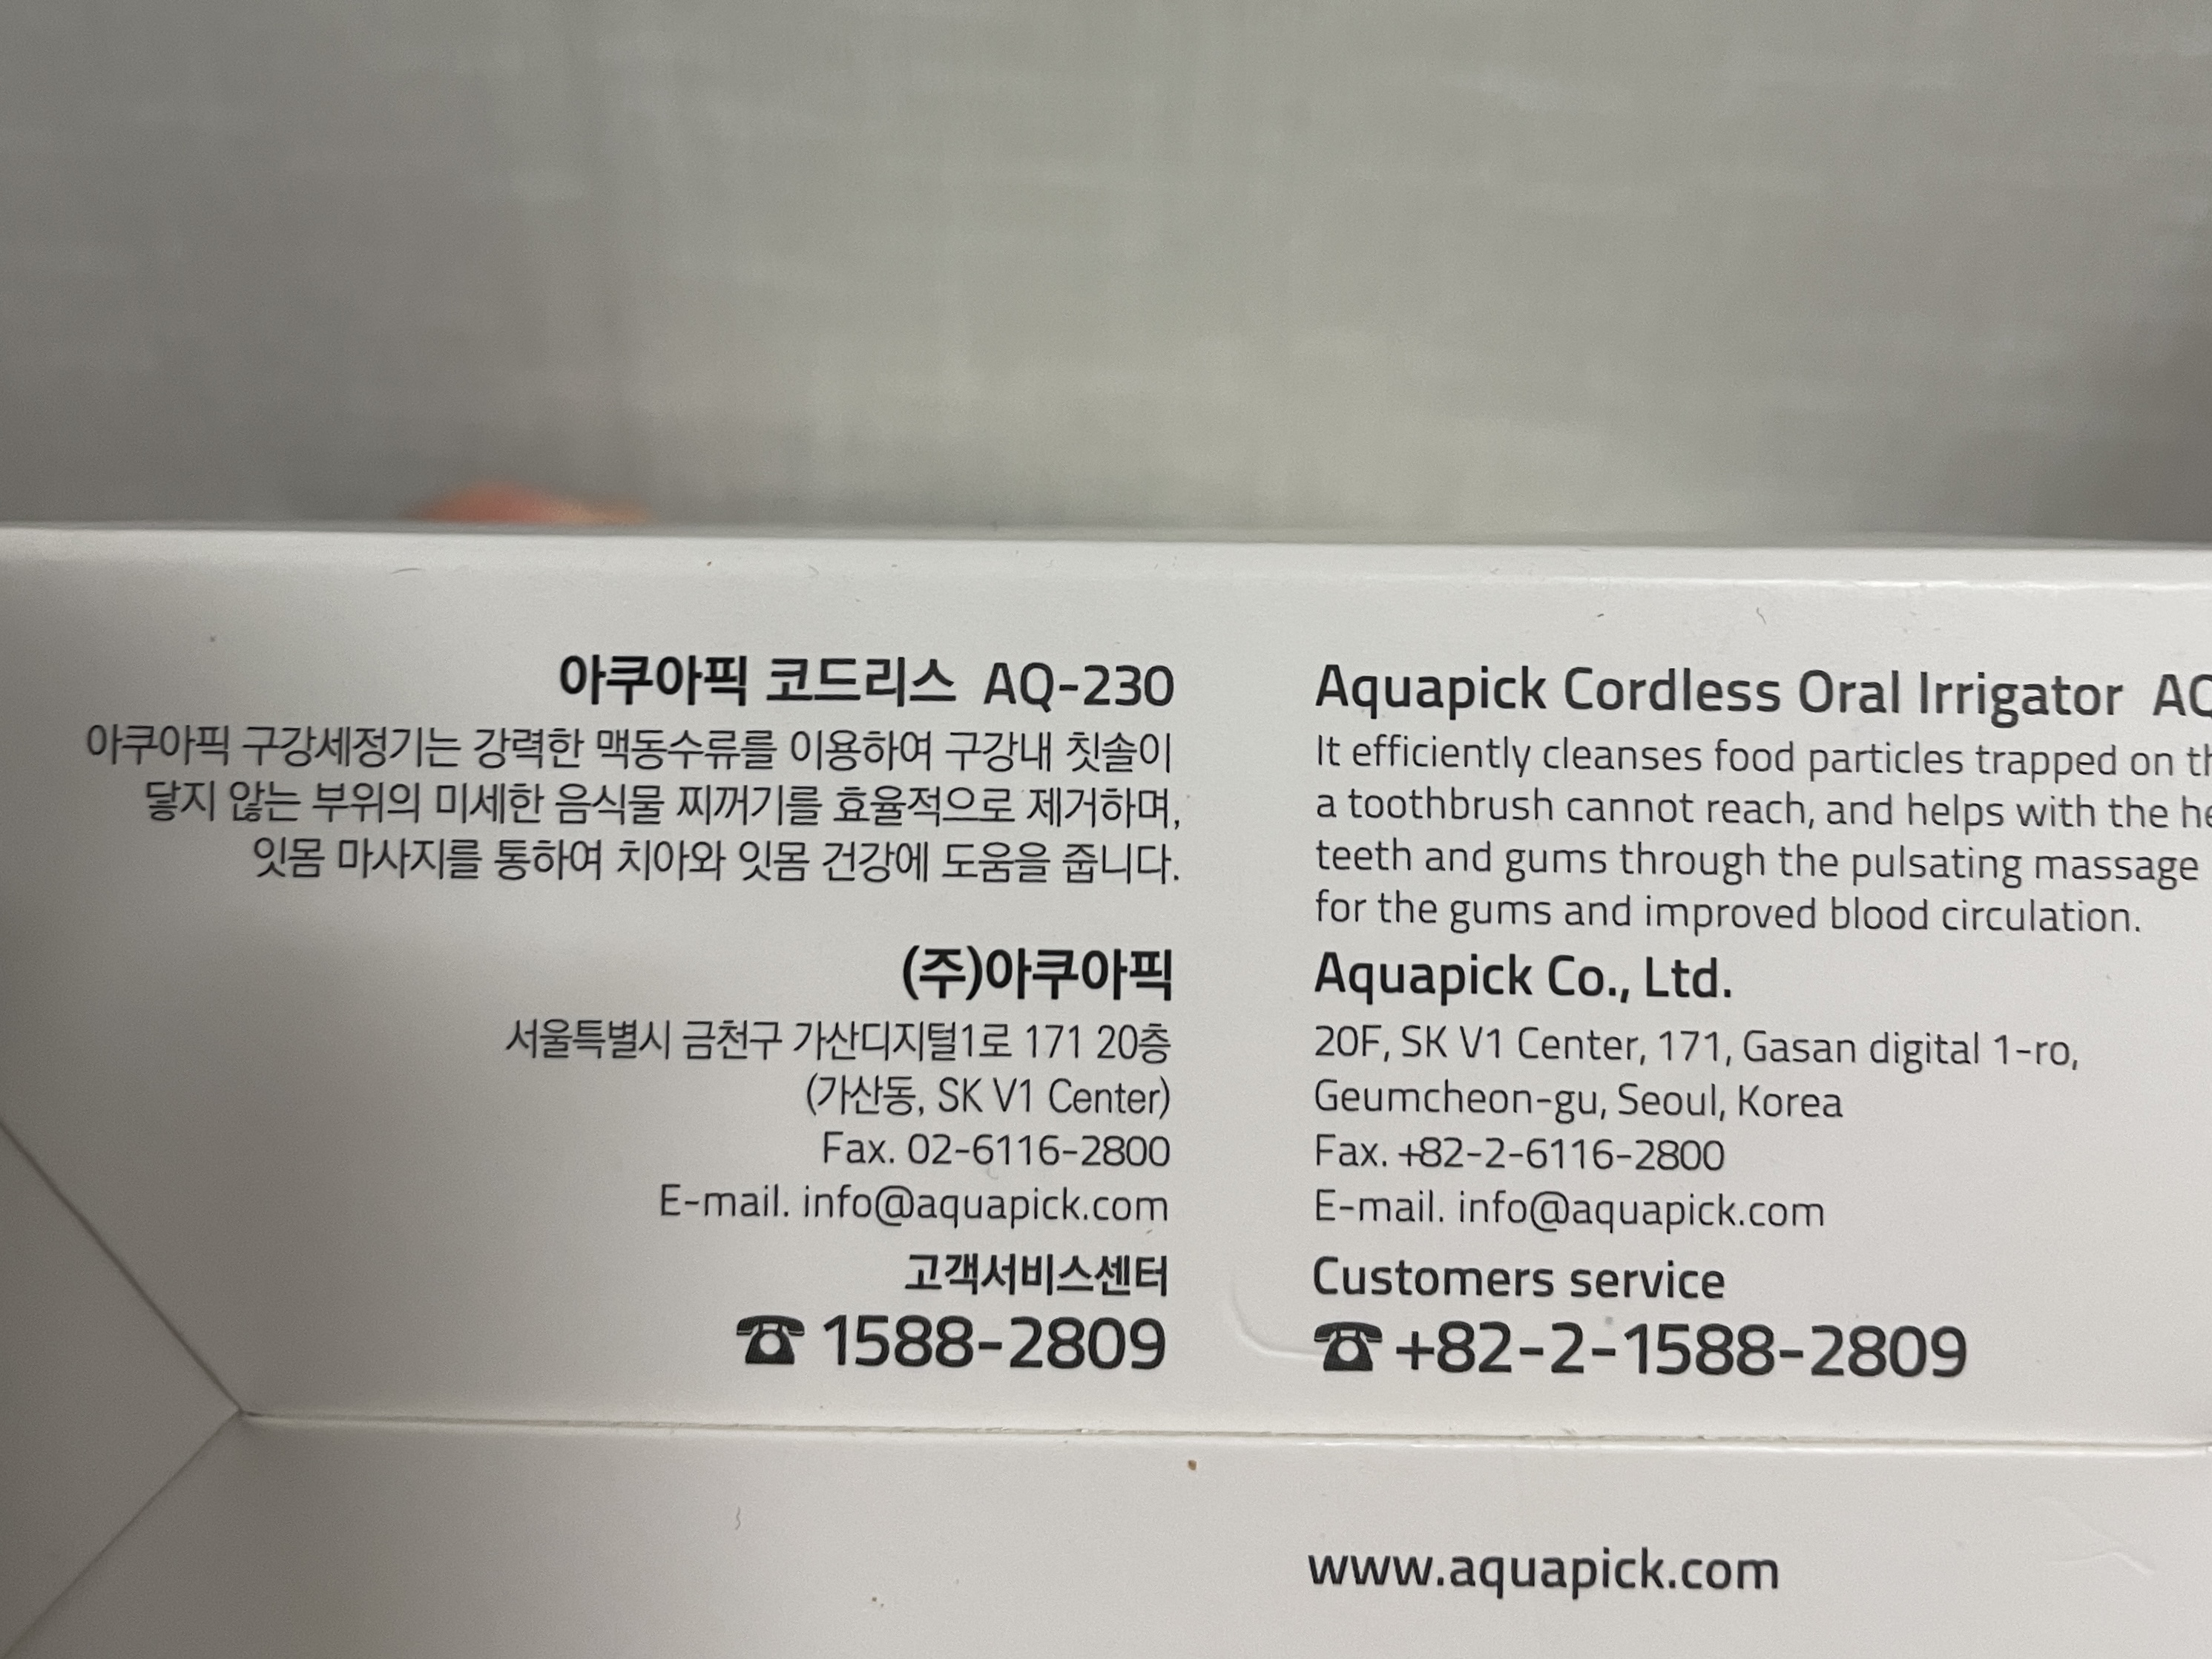 아쿠아픽 코드리스 AQ-230
아쿠아픽 구강세정기는 강력한 맥동수류를 이용하여 구강내 칫솔이
닿지 않는 부위의 미세한 음식물 찌꺼기를 효율적으로 제거하며,
잇몸 마사지를 통하여 치아와 잇몸 건강에 도움을 줍니다.
(주)아쿠아픽
서울특별시 금천구 가산디지털1로 171 20층
(가산동, SK V1 Center)
Fax. 02-6116-2800
E-mail. info@aquapick.com
고객서비스센터
☎ 1588-2809
Aquapick Cordless Oral Irrigator
It efficiently cleanses food particles trapped on
a toothbrush cannot reach, and helps with the
teeth and gums through the pulsating massage
for the gums and improved blood circulation.
Aquapick Co., Ltd.
20F, SK V1 Center, 171, Gasan digital 1-ro,
Geumcheon-gu, Seoul, Korea
Fax. +82-2-6116-2800
E-mail. info@aquapick.com
Customers service
☎ +82-2-1588-2809
www.aquapick.com